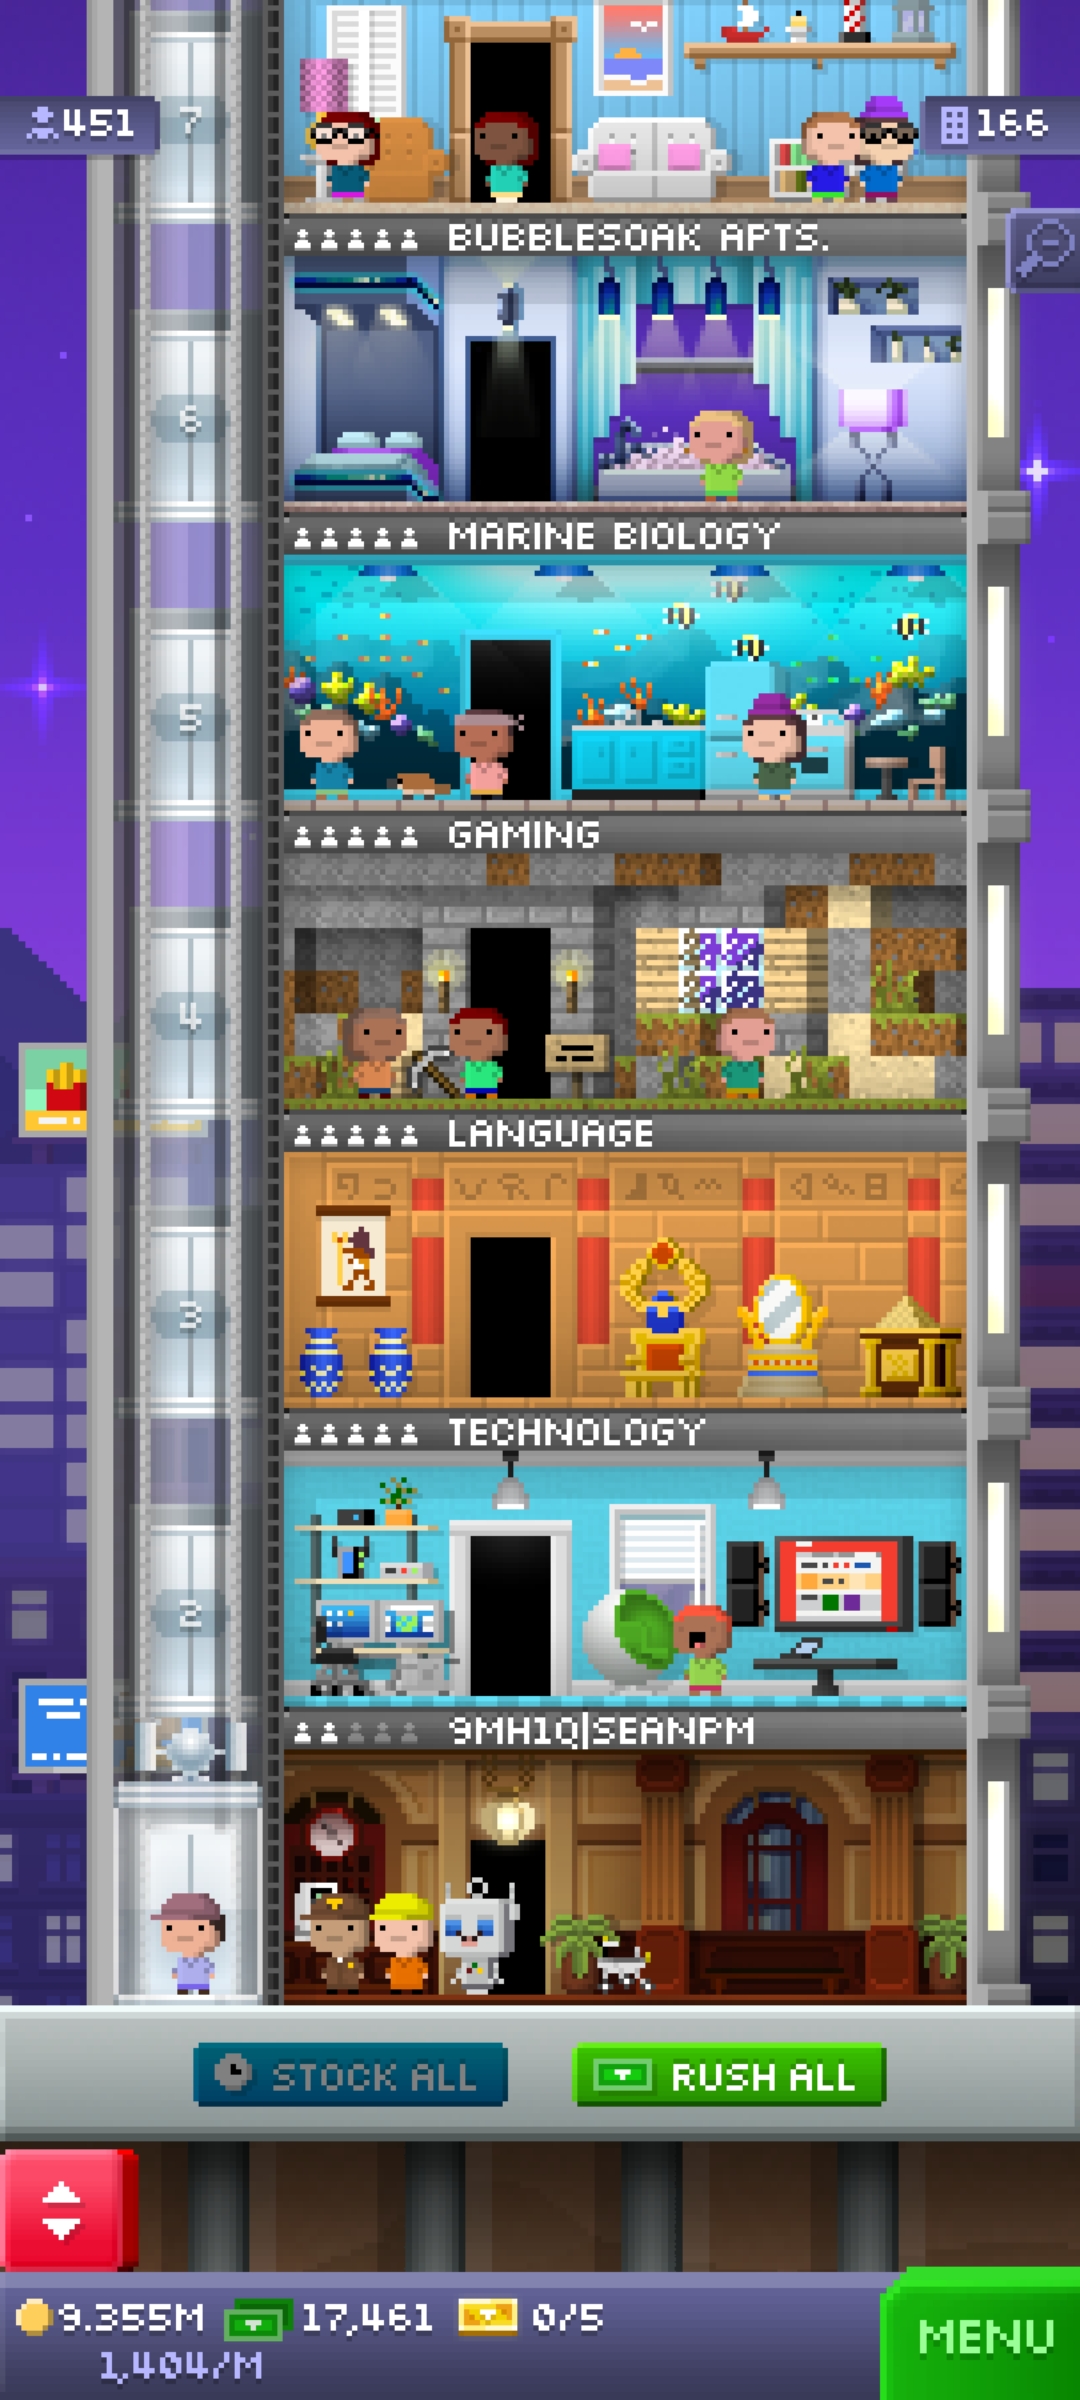 7
451
166
BUBBLESOAK APTS.
6
MARINE BIOLOGY
5
GAMING
4
LANGUAGE
3
TECHNOLOGY
2
9MH1Q|SEANPM
STOCK ALL
RUSH ALL
9.355M 17,461 0/5
1,404/M
MENU